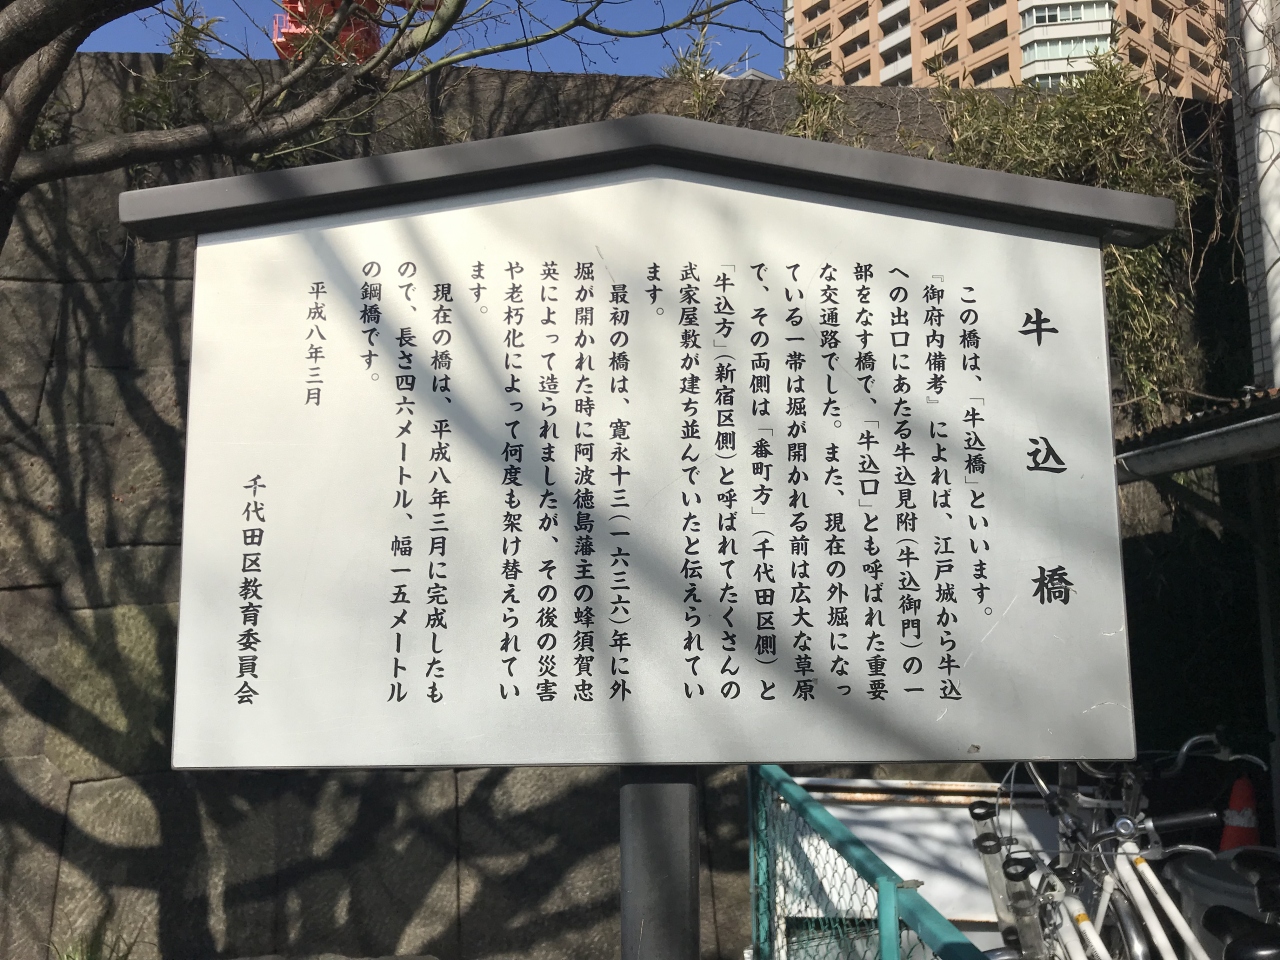 牛込橋
この橋は、「牛込橋」といいます。
『御府内備考』によれば、江戸城から牛込
への出口にあたる牛込見附（牛込御門）の一
部をなす橋で、「牛込口」とも呼ばれた重要
な交通路でした。また、現在の外堀になっ
ている一帯は堀が開かれる前は広大な草原
で、その両側は「番町方」（千代田区側）と
「牛込方」（新宿区側）と呼ばれてたくさんの
武家屋敷が建ち並んでいたと伝えられてい
ます。
最初の橋は、寛永十三（一六三六）年に外
堀が開かれた時に阿波徳島藩主の蜂須賀忠
英によって造られましたが、その後の災害
や老朽化によって何度も架け替えられてい
ます。
現在の橋は、平成八年三月に完成したも
ので、長さ四六メートル、幅一五メートル
の鋼橋です。
平成八年三月
千代田区教育委員会